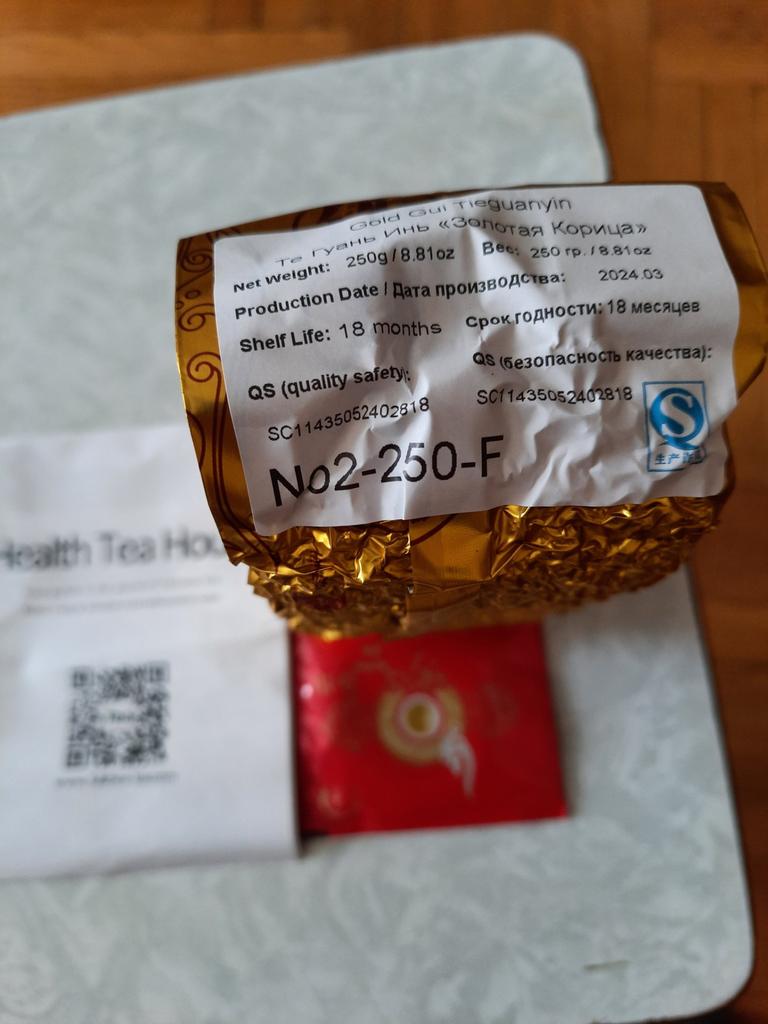 Gold Gui Tieguanyin
Те Гуань Инь «Золотая Корица»
Net Weight: 250g / 8.81oz Вес: 250 гр. / 8.81oz
Production Date / Дата производства: 2024.03
Shelf Life: 18 months Срок годности: 18 месяцев
QS (quality safety): QS (безопасность качества):
SC11435052402818 SC11435052402818
S
生产
No2-250-F
Health Tea